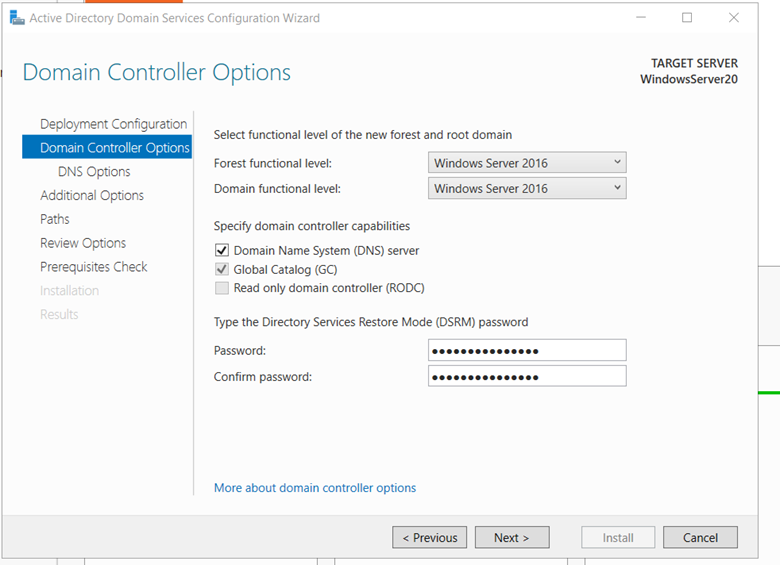 Active Directory Domain Services Configuration Wizard
Domain Controller Options
TARGET SERVER
WindowsServer20
Deployment Configuration
Domain Controller Options
DNS Options
Additional Options
Paths
Review Options
Prerequisites Check
Installation
Results
Select functional level of the new forest and root domain
Forest functional level: Windows Server 2016
Domain functional level: Windows Server 2016
Specify domain controller capabilities
Domain Name System (DNS) server
Global Catalog (GC)
Read only domain controller (RODC)
Type the Directory Services Restore Mode (DSRM) password
Password: ●●●●●●●●●●●●●●●
Confirm password: ●●●●●●●●●●●●●●●
More about domain controller options
< Previous Next > Install Cancel